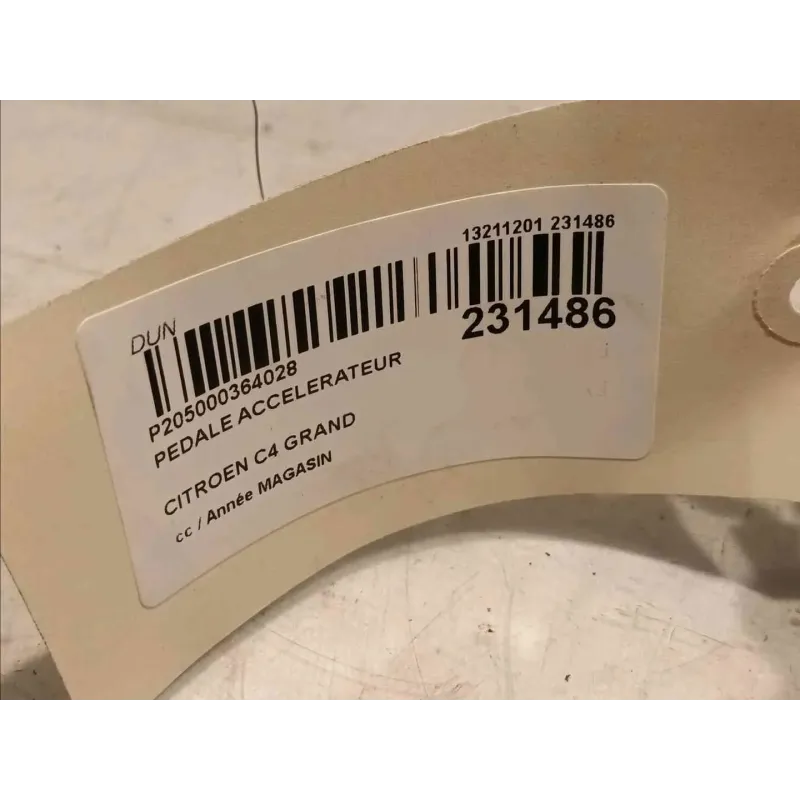 DUN
13211201 231486
231486
P205000364028
PEDALE ACCELERATEUR
CITROEN C4 GRAND
cc / Année MAGASIN